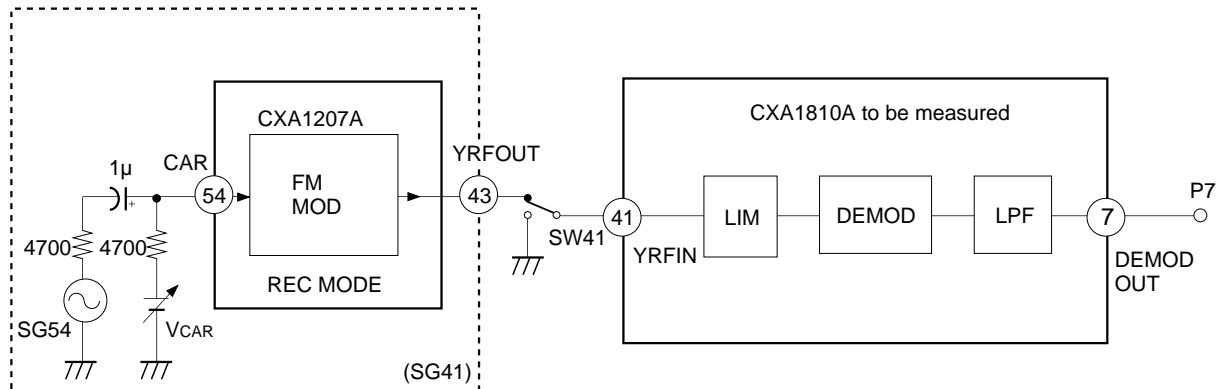 CXA1207A
CXA1810A to be measured
1µ
+
CAR
YRFOUT
54
FM
MOD
43
41
LIM
DEMOD
LPF
7
P7
4700
4700
SW41
YRFIN
DEMOD
OUT
REC MODE
SG54
VCAR
(SG41)